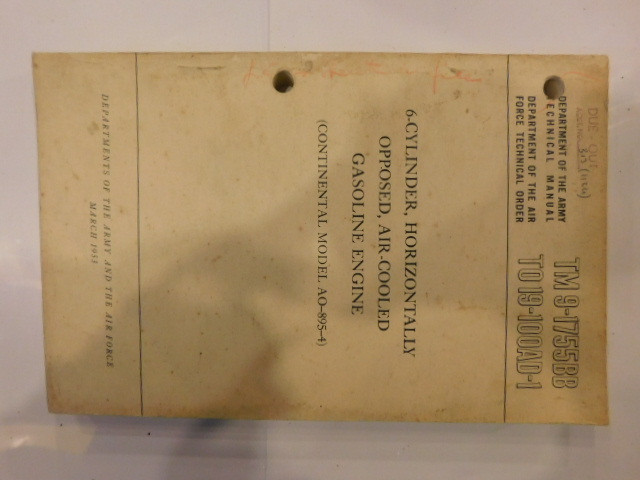 DEPARTMENT OF THE ARMY
TECHNICAL MANUAL
DEPARTMENT OF THE AIR
FORCE TECHNICAL ORDER
TM 9-1755BB
TO 19-100AD-1
DUE OUT
6-CYLINDER, HORIZONTALLY
OPPOSED, AIR-COOLED
GASOLINE ENGINE
(CONTINENTAL MODEL AO-895-4)
DEPARTMENTS OF THE ARMY AND THE AIR FORCE
MARCH 1953